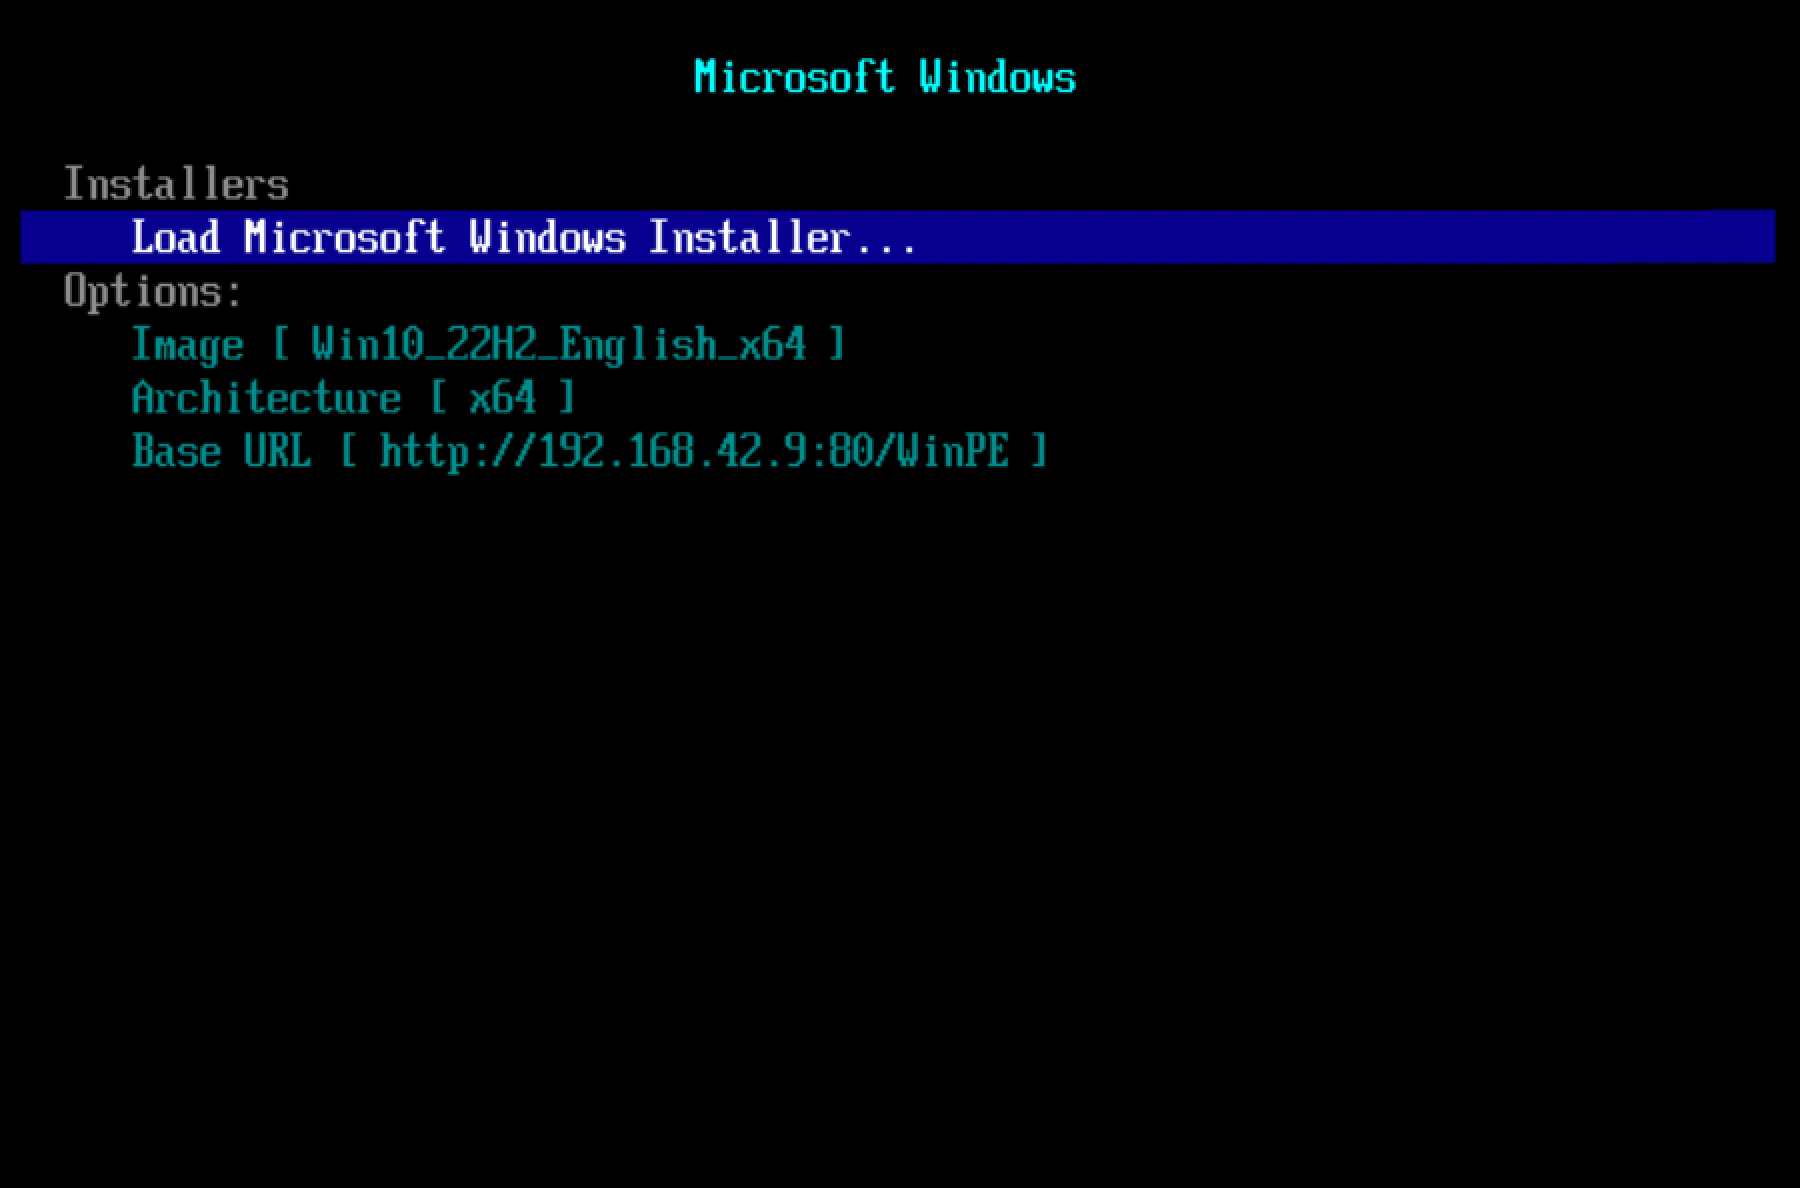 Microsoft Windows
Installers
Load Microsoft Windows Installer...
Options:
Image [ Win10_22H2_English_x64 ]
Architecture [ x64 ]
Base URL [ http://192.168.42.9:80/WinPE ]